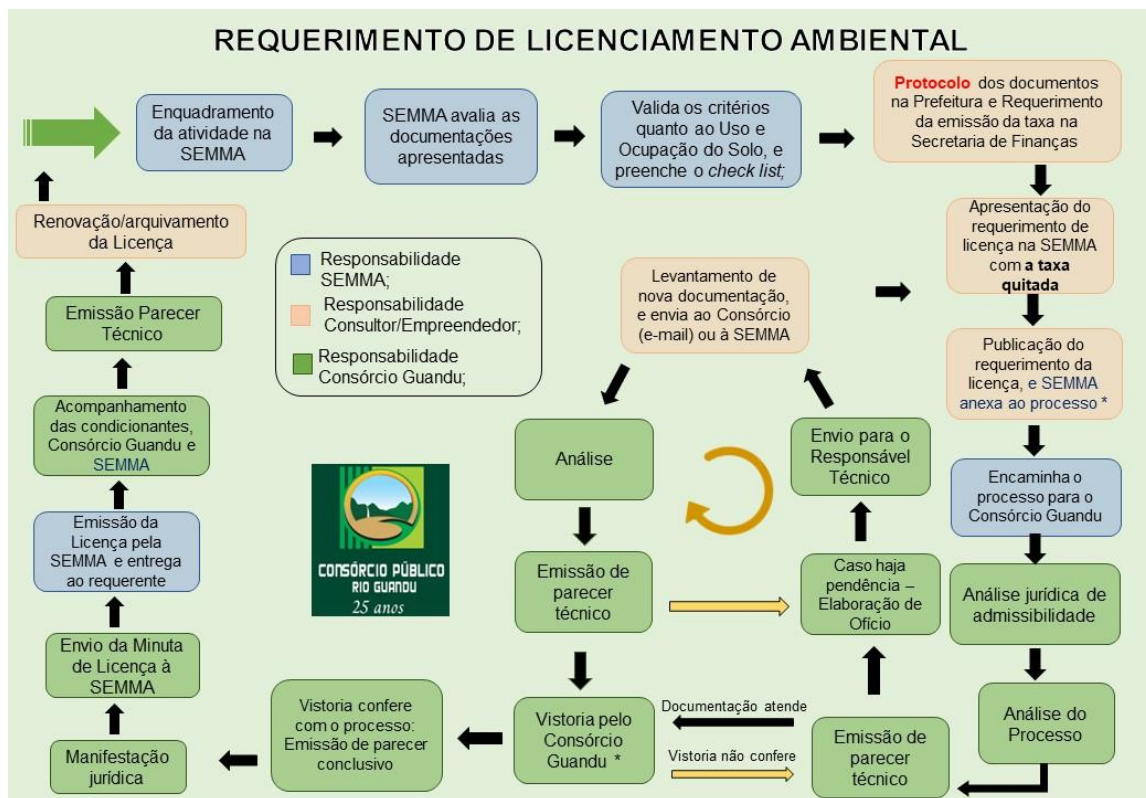 REQUERIMENTO DE LICENCIAMENTO AMBIENTAL
Enquadramento
da atividade na
SEMMA
SEMMA avalia as
documentações
apresentadas
Valida os critérios
quanto ao Uso e
Ocupação do Solo, e
preenche o check list;
Protocolo dos documentos
na Prefeitura e Requerimento
da emissão da taxa na
Secretaria de Finanças
Apresentação do
requerimento de
licença na SEMMA
com a taxa
quitada
Publicação do
requerimento da
licença, e SEMMA
anexa ao processo *
Encaminha o
processo para o
Consórcio Guandu
Análise jurídica de
admissibilidade
Análise do
Processo
Emissão de
parecer
técnico
Caso haja
pendência –
Elaboração de
Ofício
Envio para o
Responsável
Técnico
Levantamento de
nova documentação,
e envia ao Consórcio
(e-mail) ou à SEMMA
Análise
Emissão de
parecer
técnico
Documentação atende
Vistoria não confere
Vistoria pelo
Consórcio
Guandu *
Vistoria confere
com o processo:
Emissão de parecer
conclusivo
Manifestação
jurídica
Envio da Minuta
de Licença à
SEMMA
Emissão da
Licença pela
SEMMA e entrega
ao requerente
Acompanhamento
das condicionantes,
Consórcio Guandu e
SEMMA
Emissão Parecer
Técnico
Renovação/arquivamento
da Licença
Responsabilidade
SEMMA;
Responsabilidade
Consultor/Empreendedor;
Responsabilidade
Consórcio Guandu;
CONSÓRCIO PÚBLICO
RIO GUANDU
25 anos